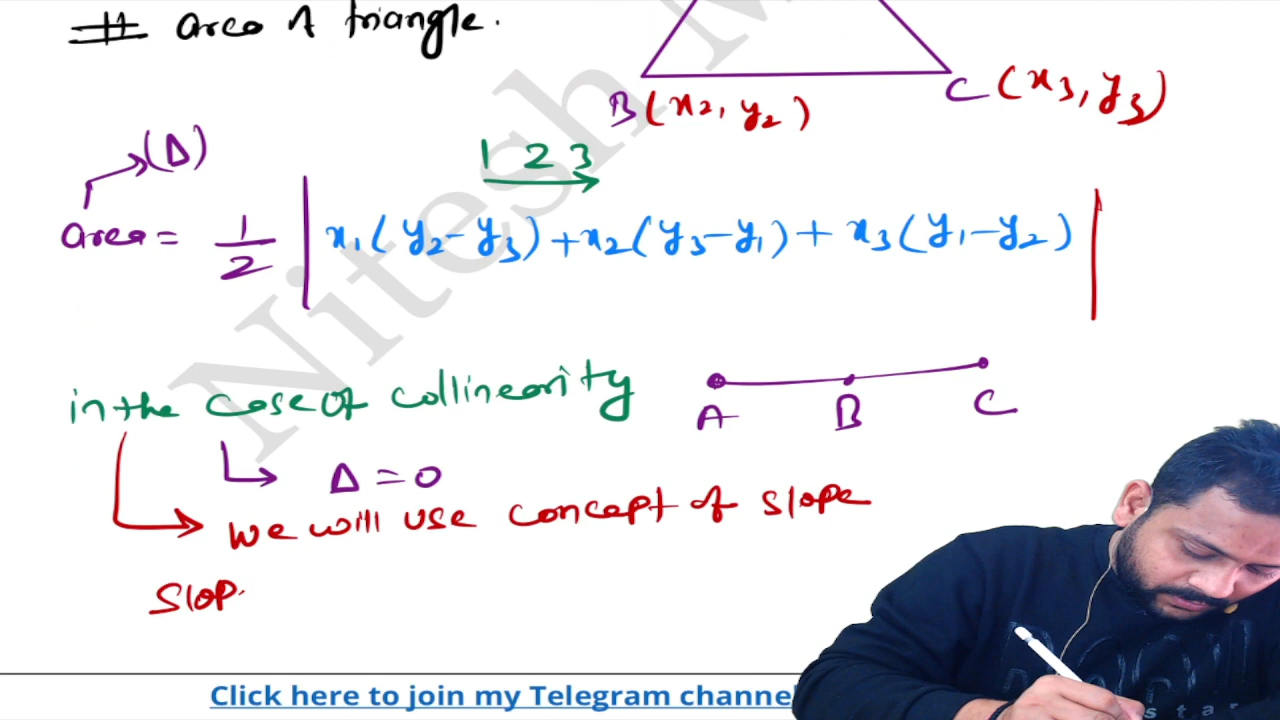 # area of triangle.
B (x2, y2)
C (x3, y3)
(Δ)
1 2 3
area = 1/2 | x1(y2-y3)+x2(y3-y1)+x3(y1-y2) |
in the case of collinearity
A B C
Δ = 0
we will use concept of slope
Slop.
Click here to join my Telegram channel
Nitesh M